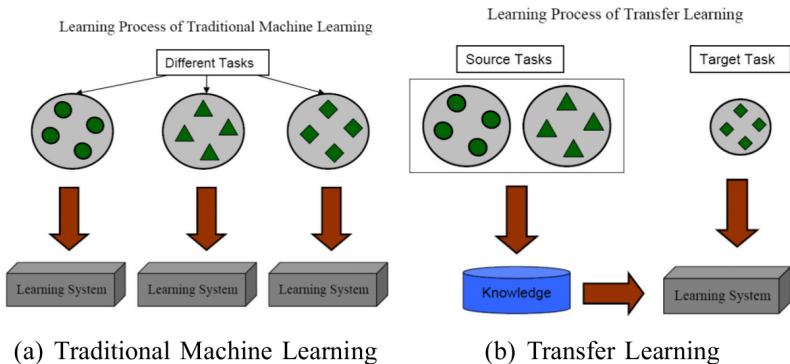 Learning Process of Traditional Machine Learning
Different Tasks
Learning System
Learning System
Learning System
(a) Traditional Machine Learning
Learning Process of Transfer Learning
Source Tasks
Target Task
Knowledge
Learning System
(b) Transfer Learning